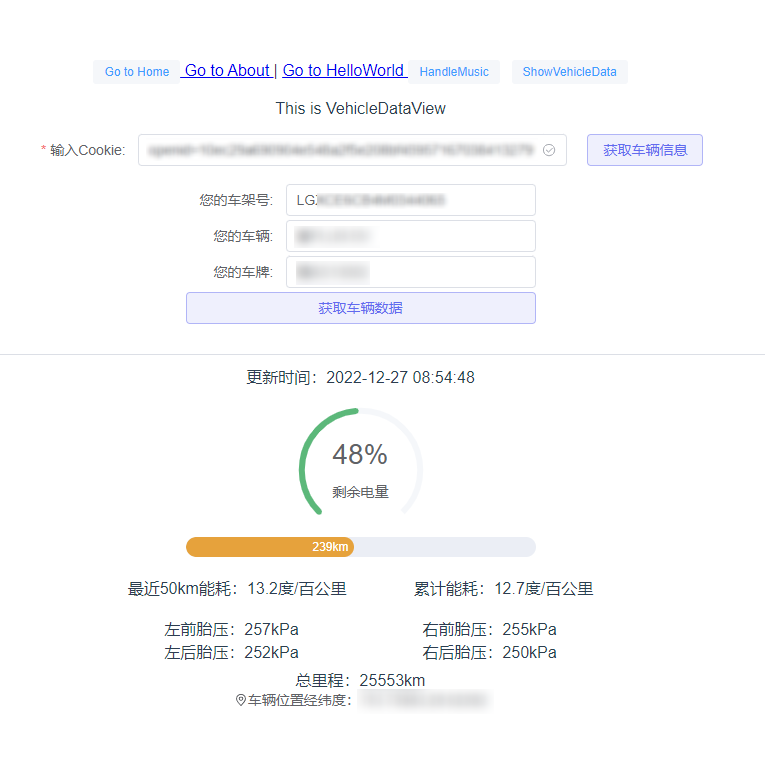 Go to Home Go to About | Go to HelloWorld HandleMusic ShowVehicleData
This is VehicleDataView
* 输入Cookie: 获取车辆信息
您的车架号: LG
您的车辆:
您的车牌:
获取车辆数据
更新时间：2022-12-27 08:54:48
48%
剩余电量
239km
最近50km能耗：13.2度/百公里 累计能耗：12.7度/百公里
左前胎压：257kPa 右前胎压：255kPa
左后胎压：252kPa 右后胎压：250kPa
总里程：25553km
车辆位置经纬度：